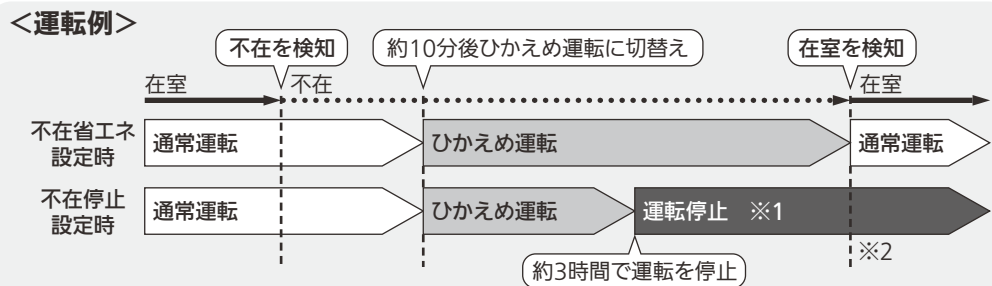 ＜運転例＞
不在を検知
約10分後ひかえめ運転に切替え
在室を検知
在室
不在
在室
不在省エネ
設定時
通常運転
ひかえめ運転
通常運転
不在停止
設定時
通常運転
ひかえめ運転
運転停止　※1
※2
約3時間で運転を停止